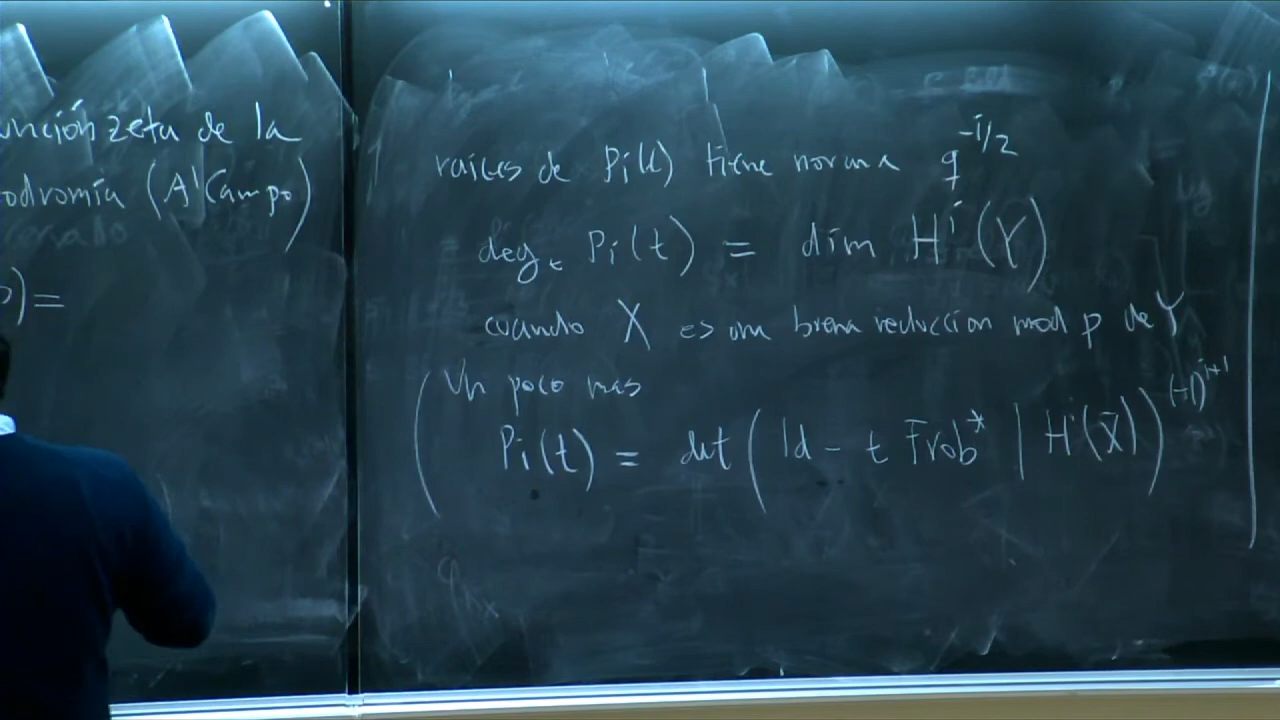 unción zeta de la
odromía (A'Campo)
) =
raices de Pi(t) tiene norma q^{-i/2}
deg_t Pi(t) = dim H^i(Y)
cuando X es una buena reducción mod p de Y
( Un poco mas
Pi(t) = det ( Id - t Frob* | H^i(X̄) )^{(-1)^{i+1}}